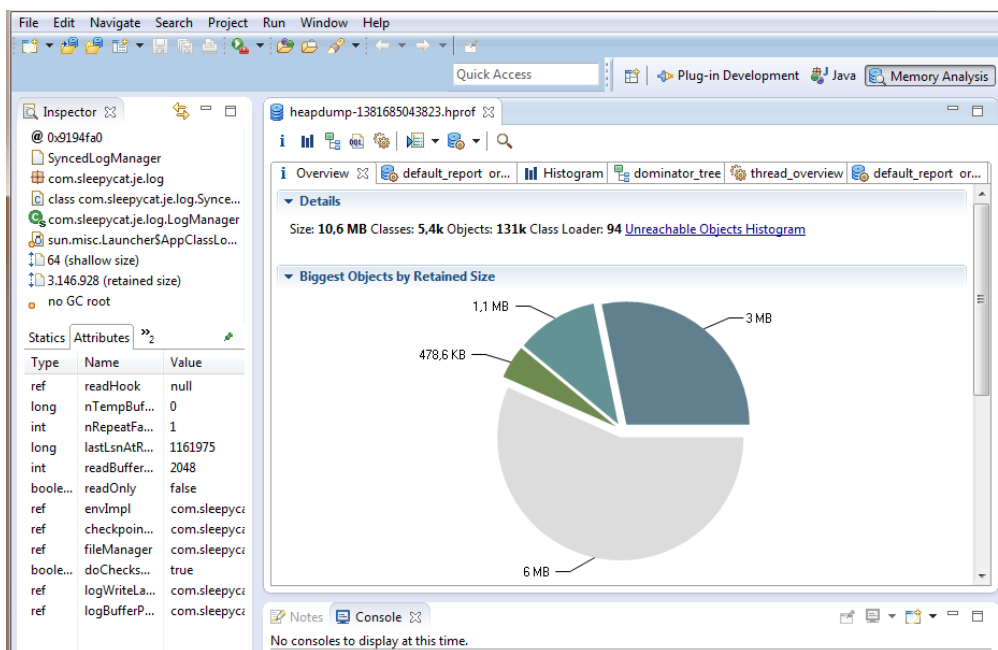 File Edit Navigate Search Project Run Window Help
Quick Access
Plug-in Development Java Memory Analysis
Inspector
@ 0x9194fa0
SyncedLogManager
com.sleepycat.je.log
class com.sleepycat.je.log.Synce...
com.sleepycat.je.log.LogManager
sun.misc.Launcher$AppClassLo...
64 (shallow size)
3.146.928 (retained size)
no GC root
Statics Attributes »2
Type Name Value
ref readHook null
long nTempBuf... 0
int nRepeatFa... 1
long lastLsnAtR... 1161975
int readBuffer... 2048
boole... readOnly false
ref envImpl com.sleepyca
ref checkpoin... com.sleepyca
ref fileManager com.sleepyca
boole... doChecks... true
ref logWriteLa... com.sleepyca
ref logBufferP... com.sleepyca
heapdump-1381685043823.hprof
i OQL
i Overview default_report or... Histogram dominator_tree thread_overview default_report or...
Details
Size: 10,6 MB Classes: 5,4k Objects: 131k Class Loader: 94 Unreachable Objects Histogram
Biggest Objects by Retained Size
1,1 MB
3 MB
478,6 KB
6 MB
Notes Console
No consoles to display at this time.